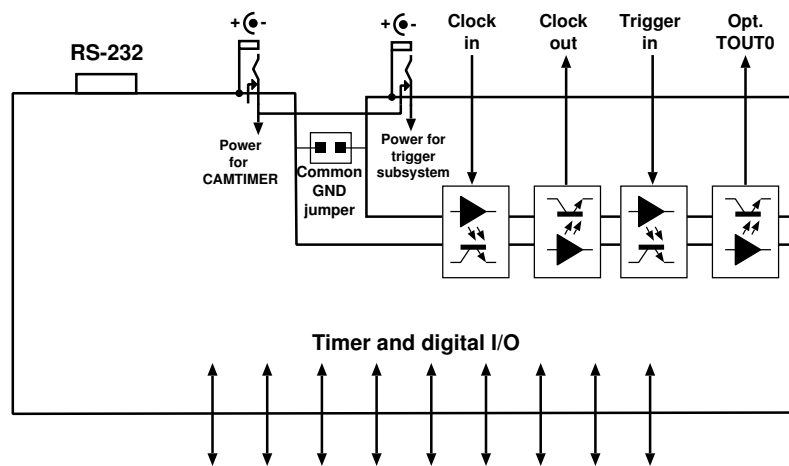 + -
+ -
Clock
in
Clock
out
Trigger
in
Opt.
TOUT0
RS-232
Power
for
CAMTIMER
Common
GND
jumper
Power for
trigger
subsystem
Timer and digital I/O